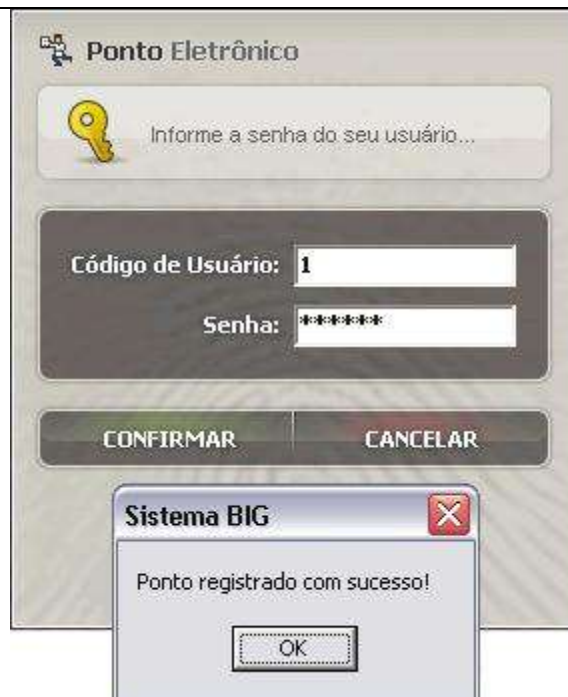 Ponto Eletrônico
Informe a senha do seu usuário...
Código de Usuário: 1
Senha: ******
CONFIRMAR CANCELAR
Sistema BIG
Ponto registrado com sucesso!
OK